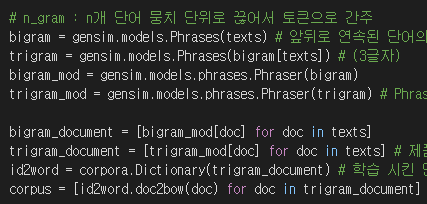 # n_gram : n개 단어 뭉치 단위로 끊어서 토큰으로 간주
bigram = gensim.models.Phrases(texts) # 앞뒤로 연속된 단어의
trigram = gensim.models.Phrases(bigram[texts]) # (3글자)
bigram_mod = gensim.models.phrases.Phraser(bigram)
trigram_mod = gensim.models.phrases.Phraser(trigram) # Phras
bigram_document = [bigram_mod[doc] for doc in texts]
trigram_document = [trigram_mod[doc] for doc in texts] # 제품
id2word = corpora.Dictionary(trigram_document) # 학습 시킨
corpus = [id2word.doc2bow(doc) for doc in trigram_document]